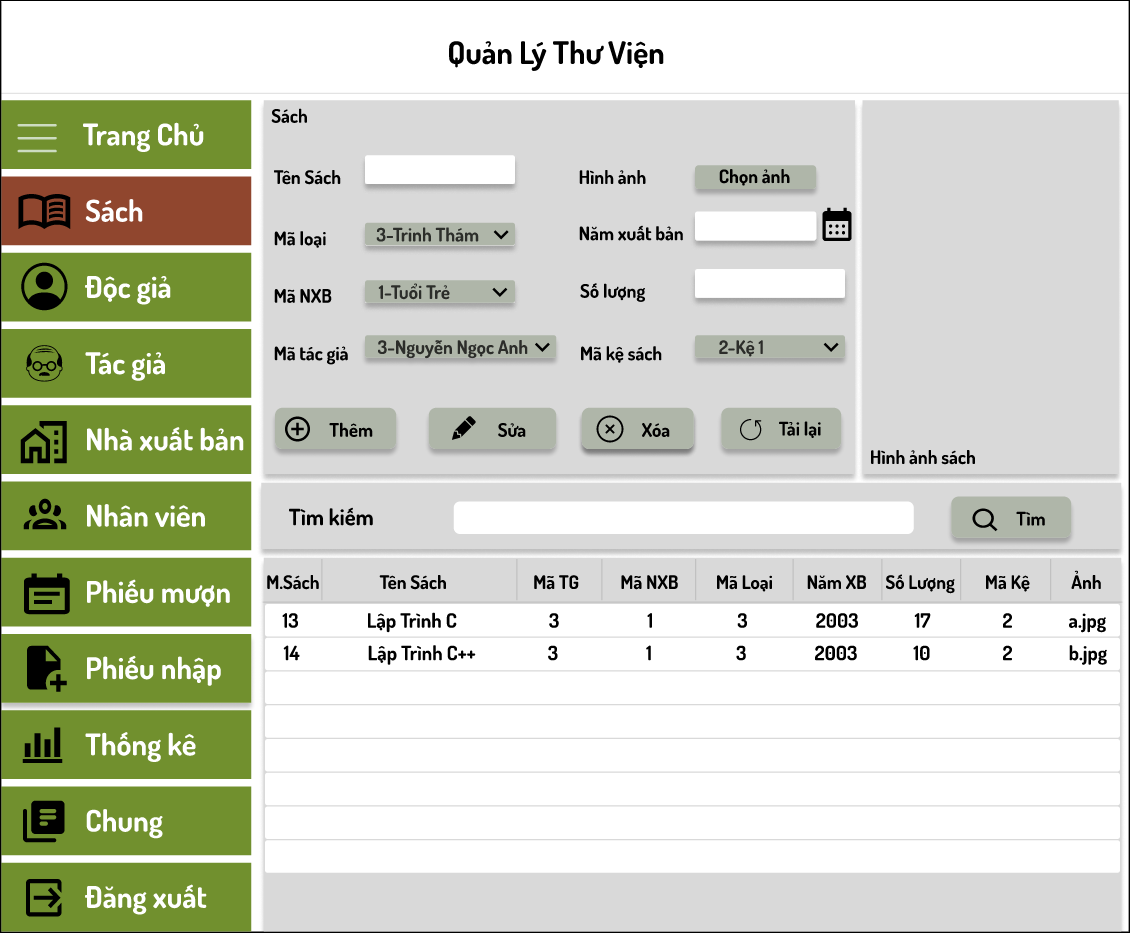 Quản Lý Thư Viện
Trang Chủ
Sách
Độc giả
Tác giả
Nhà xuất bản
Nhân viên
Phiếu mượn
Phiếu nhập
Thống kê
Chung
Đăng xuất
Sách
Tên Sách
Hình ảnh Chọn ảnh
Mã loại 3-Trinh Thám
Năm xuất bản
Mã NXB 1-Tuổi Trẻ
Số lượng
Mã tác giả 3-Nguyễn Ngọc Anh
Mã kệ sách 2-Kệ 1
Thêm Sửa Xóa Tải lại
Hình ảnh sách
Tìm kiếm Tìm
M.Sách Tên Sách Mã TG Mã NXB Mã Loại Năm XB Số Lượng Mã Kệ Ảnh
13 Lập Trình C 3 1 3 2003 17 2 a.jpg
14 Lập Trình C++ 3 1 3 2003 10 2 b.jpg